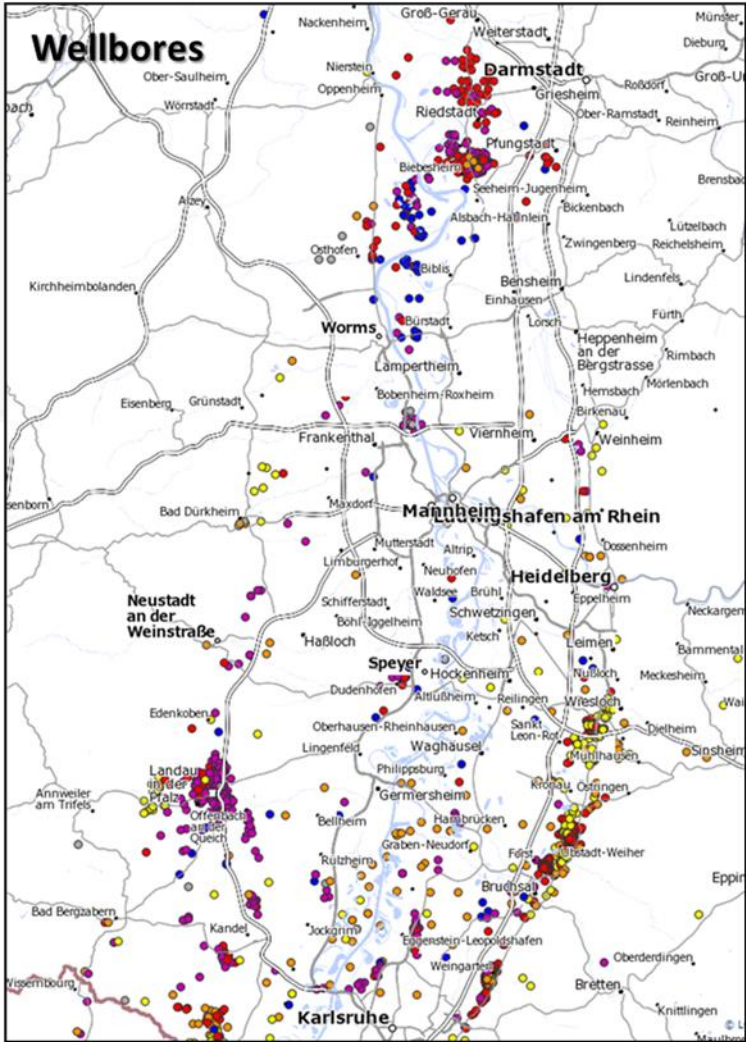 Wellbores
Groß-Gerau
Nackenheim
Münster
Weiterstadt
Dieburg
Nierstein
Ober-Saulheim
Darmstadt
Groß-Um
Oppenheim
Griesheim
Roßdorf
bach
Wörrstadt
Riedstadt
Ober-Ramstadt
Reinheim
Pfungstadt
Biebesheim
Brensba
Seeheim-Jugenheim
Alzey
Bickenbach
Alsbach-Hähnlein
Lützelbach
Zwingenberg
Reichelsheim
Osthofen
Biblis
Kirchheimbolanden
Bensheim
Lindenfels
Einhausen
Bürstadt
Lorsch
Fürth
Worms
Heppenheim
an der
Bergstrasse
Rimbach
Lampertheim
Mörlenbach
Bobenheim-Roxheim
Hemsbach
Eisenberg
Grünstadt
Birkenau
Viernheim
Weinheim
Frankenthal
senborn
Maxdorf
Bad Dürkheim
Mannheim
Ludwigshafen am Rhein
Mutterstadt
Altrip
Dossenheim
Limburgerhof
Neuhofen
Heidelberg
Waldsee
Brühl
Eppelheim
Neustadt
an der
Weinstraße
Schifferstadt
Schwetzingen
Neckargem
Böhl-Iggelheim
Haßloch
Ketsch
Leimen
Bammental
Speyer
Hockenheim
Nußloch
Meckesheim
Dudenhofen
Altlußheim
Reilingen
Wiesloch
Wai
Edenkoben
Oberhausen-Rheinhausen
Sankt
Leon-Rot
Dielheim
Lingenfeld
Waghäusel
Sinsheim
Mühlhausen
Landau
in der
Pfalz
Philippsburg
Annweiler
am Trifels
Germersheim
Kronau
Östringen
Offenbach
an der
Queich
Bellheim
Hambrücken
Graben-Neudorf
Rülzheim
Forst
Ubstadt-Weiher
Bruchsal
Eppin
Bad Bergzabern
Kandel
Jockgrim
Eggenstein-Leopoldshafen
Weingarten
Oberderdingen
Wissembourg
Bretten
Knittlingen
Karlsruhe
Maulbro